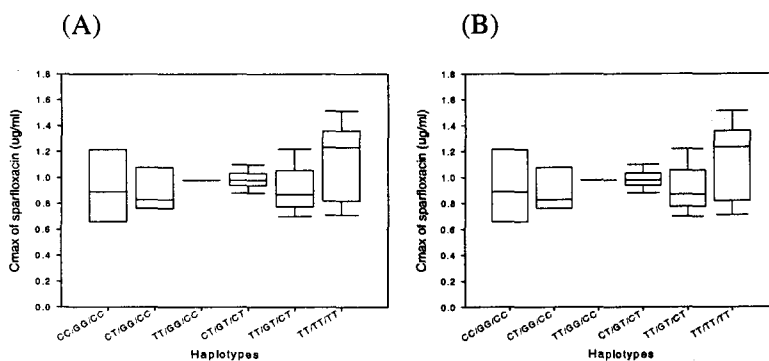 (A)
(B)
Cmax of sparfloxacin (ug/ml)
1.8
1.6
1.4
1.2
1.0
0.8
0.6
0.4
0.2
0.0
CC/GG/CC
CT/GG/CC
TT/GG/CC
CT/GT/CT
TT/GT/CT
TT/TT/TT
Haplotypes
Cmax of sparfloxacin (ug/ml)
1.8
1.6
1.4
1.2
1.0
0.8
0.6
0.4
0.2
0.0
CC/GG/CC
CT/GG/CC
TT/GG/CC
CT/GT/CT
TT/GT/CT
TT/TT/TT
Haplotypes